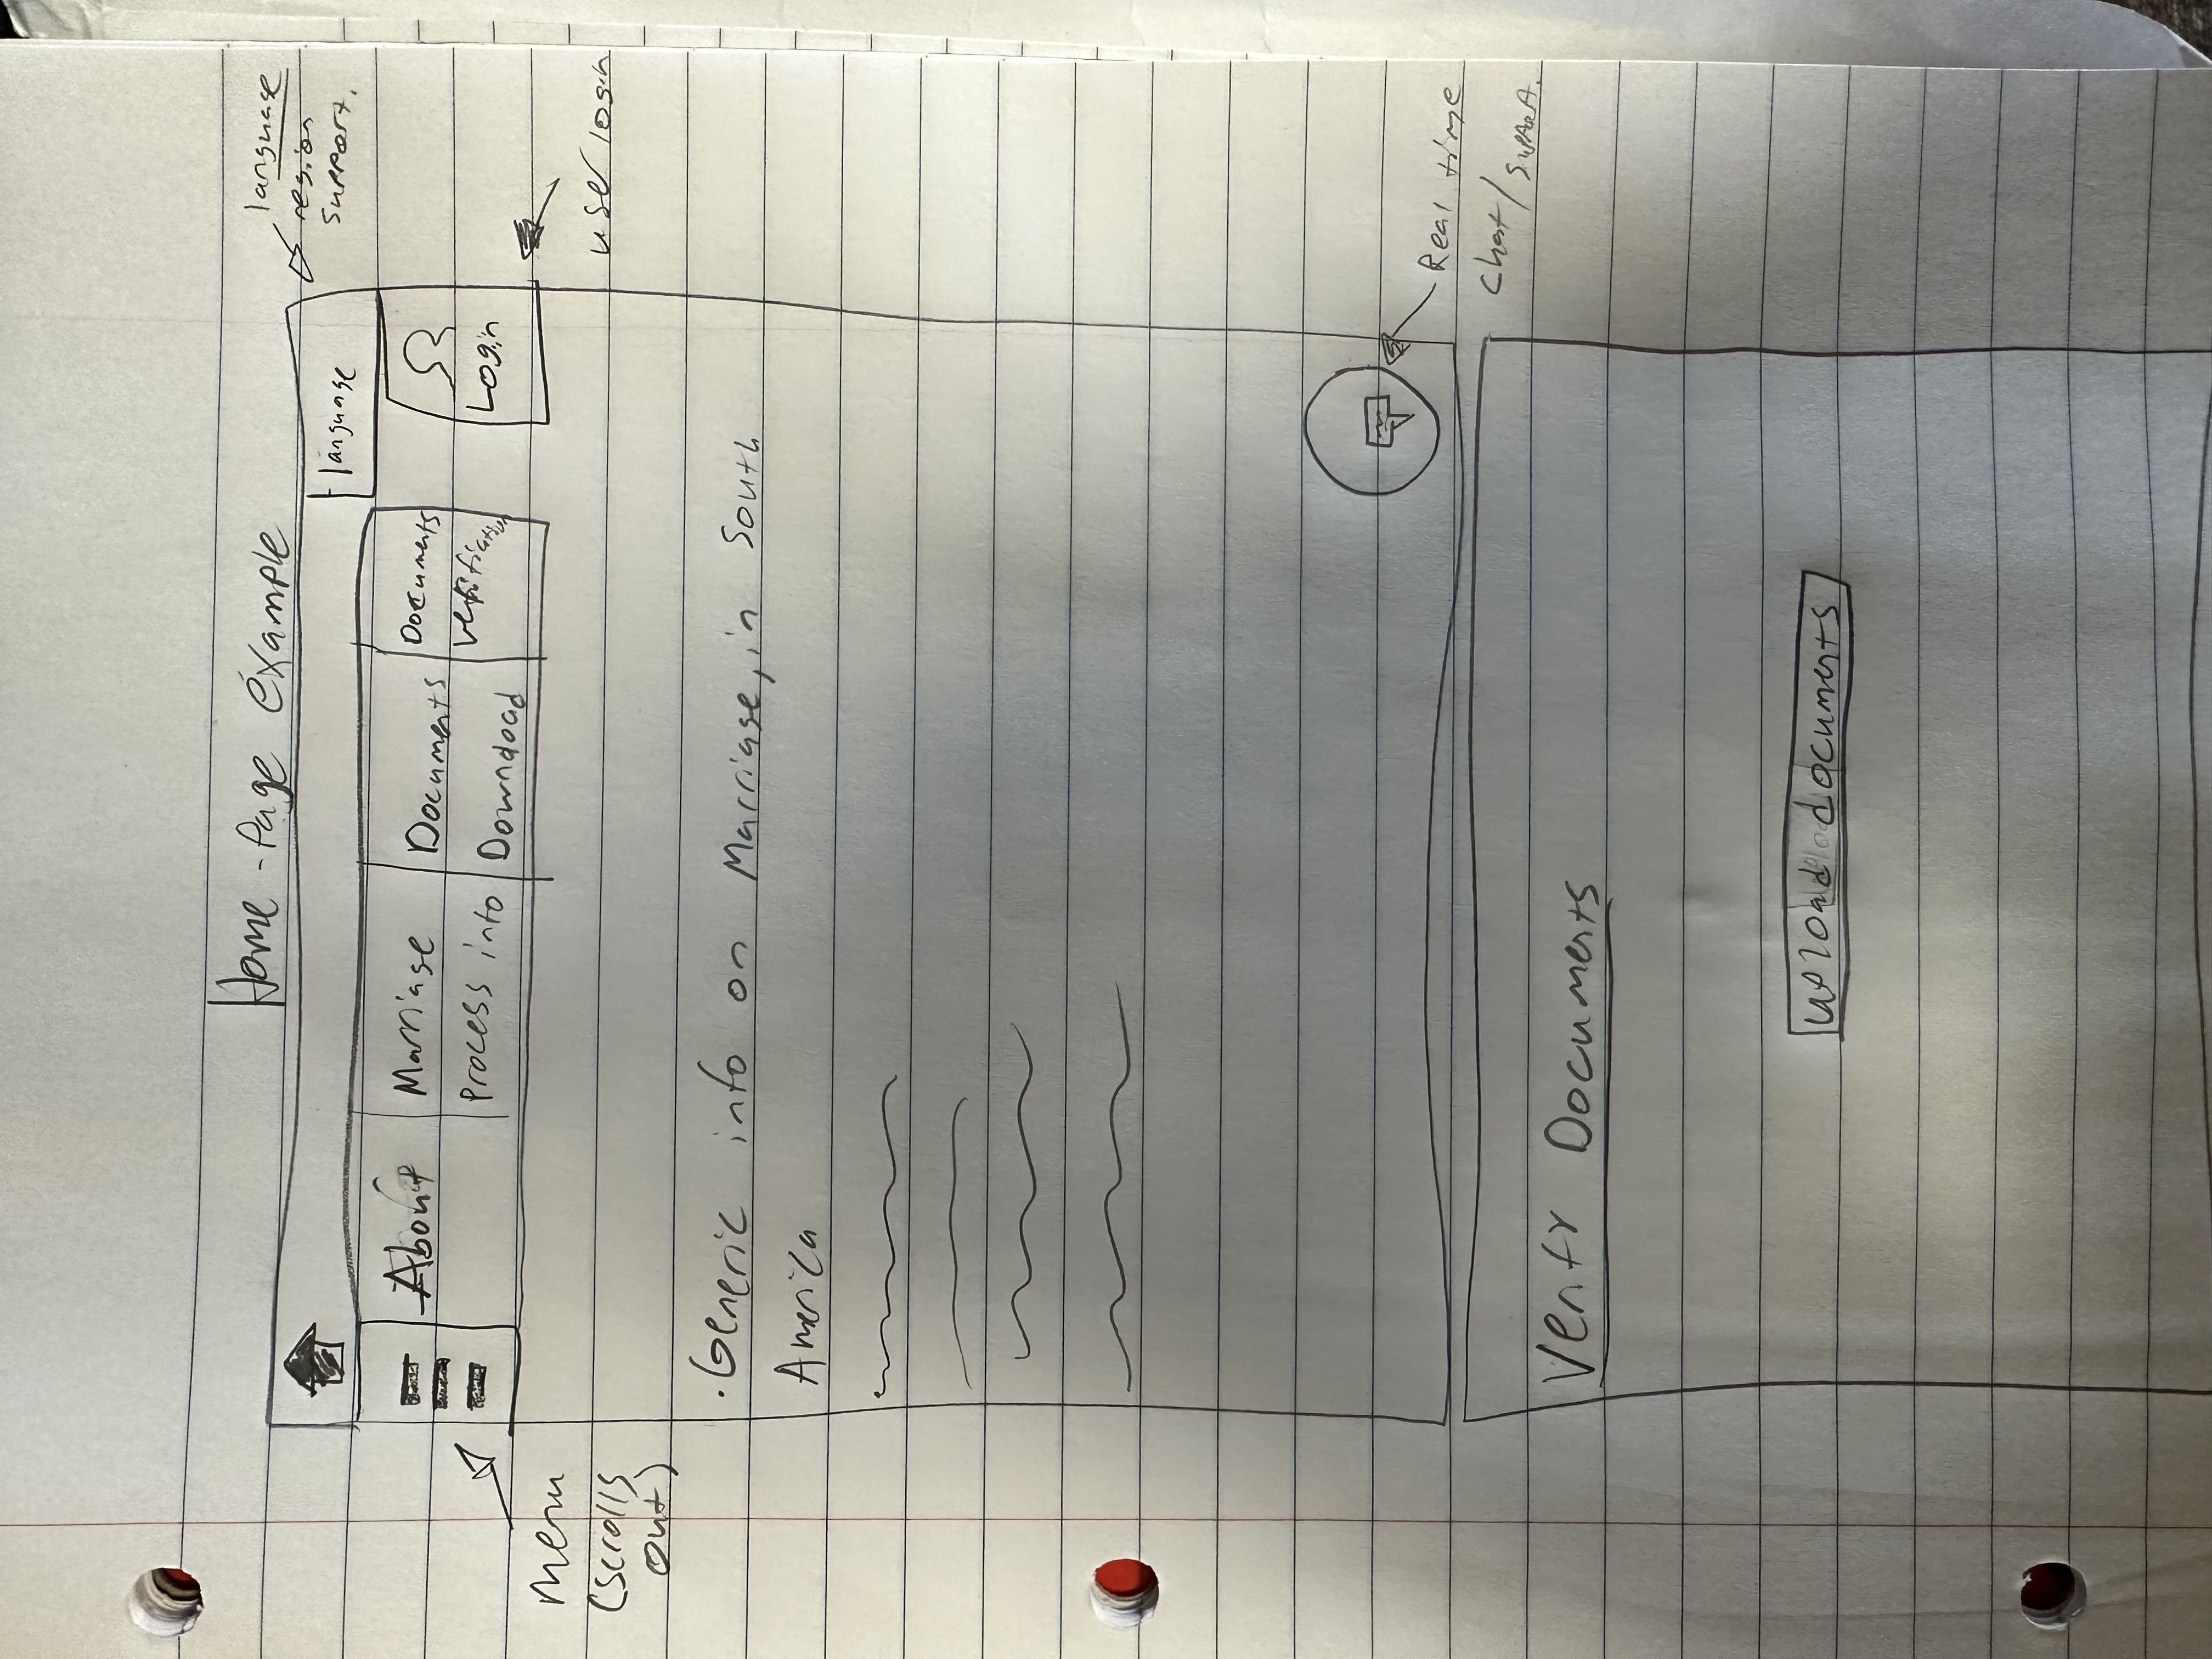 Home-Page example
language
region
support.
language
About
Marriage
process info
Documents
Download
Documents
verification
Login
menu
(scrolls
out)
user login
.Generic info on Marriage, in South
America
Real time
chat/support.
Verify Documents
upload documents